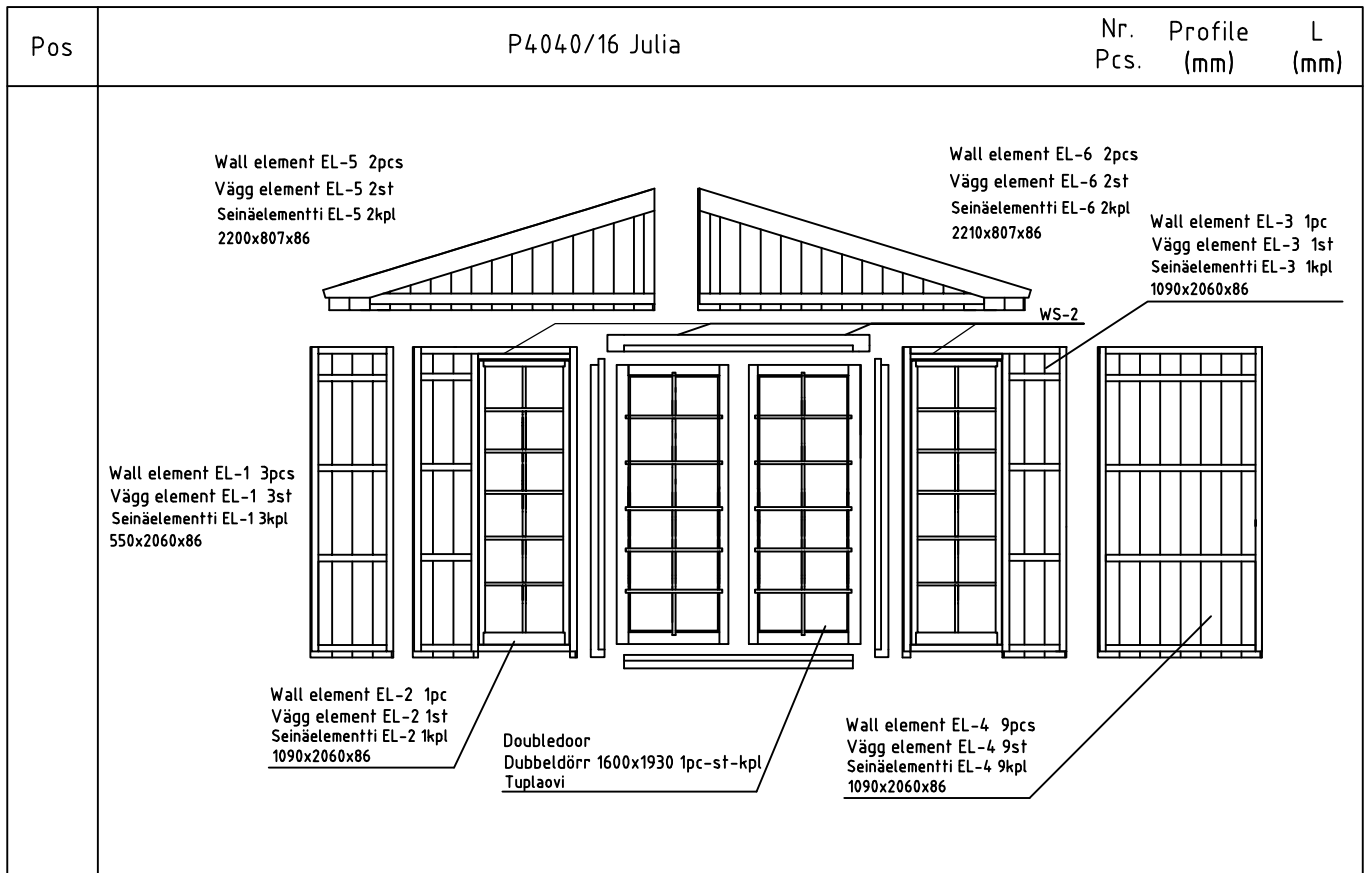 Pos
P4040/16 Julia
Nr. Pcs.
Profile (mm)
L (mm)
Wall element EL-5 2pcs
Vägg element EL-5 2st
Seinäelementti EL-5 2kpl
2200x807x86
Wall element EL-6 2pcs
Vägg element EL-6 2st
Seinäelementti EL-6 2kpl
2210x807x86
Wall element EL-3 1pc
Vägg element EL-3 1st
Seinäelementti EL-3 1kpl
1090x2060x86
WS-2
Wall element EL-1 3pcs
Vägg element EL-1 3st
Seinäelementti EL-1 3kpl
550x2060x86
Wall element EL-2 1pc
Vägg element EL-2 1st
Seinäelementti EL-2 1kpl
1090x2060x86
Doubledoor
Dubbeldörr 1600x1930 1pc-st-kpl
Tuplaovi
Wall element EL-4 9pcs
Vägg element EL-4 9st
Seinäelementti EL-4 9kpl
1090x2060x86